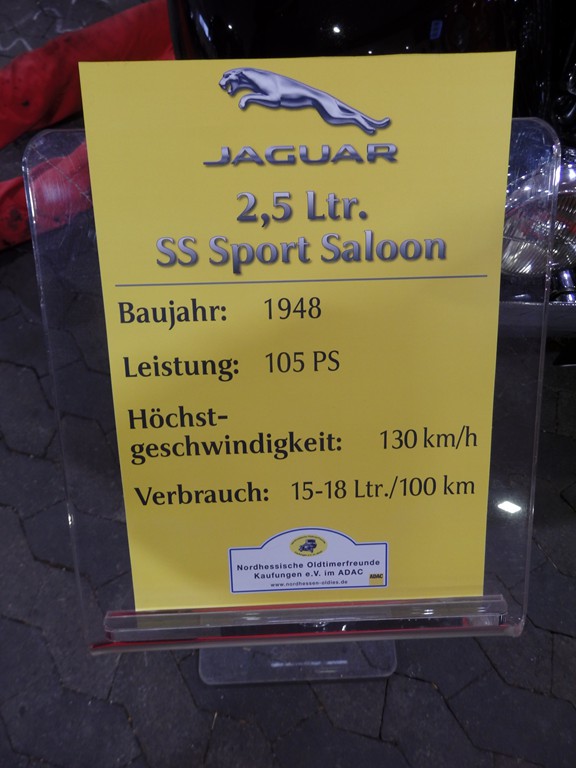 JAGUAR
2,5 Ltr.
SS Sport Saloon
Baujahr: 1948
Leistung: 105 PS
Höchst-
geschwindigkeit: 130 km/h
Verbrauch: 15-18 Ltr./100 km
Nordhessische Oldtimerfreunde
Kaufungen e.V. im ADAC
ADAC
www.nordhessen-oldies.de